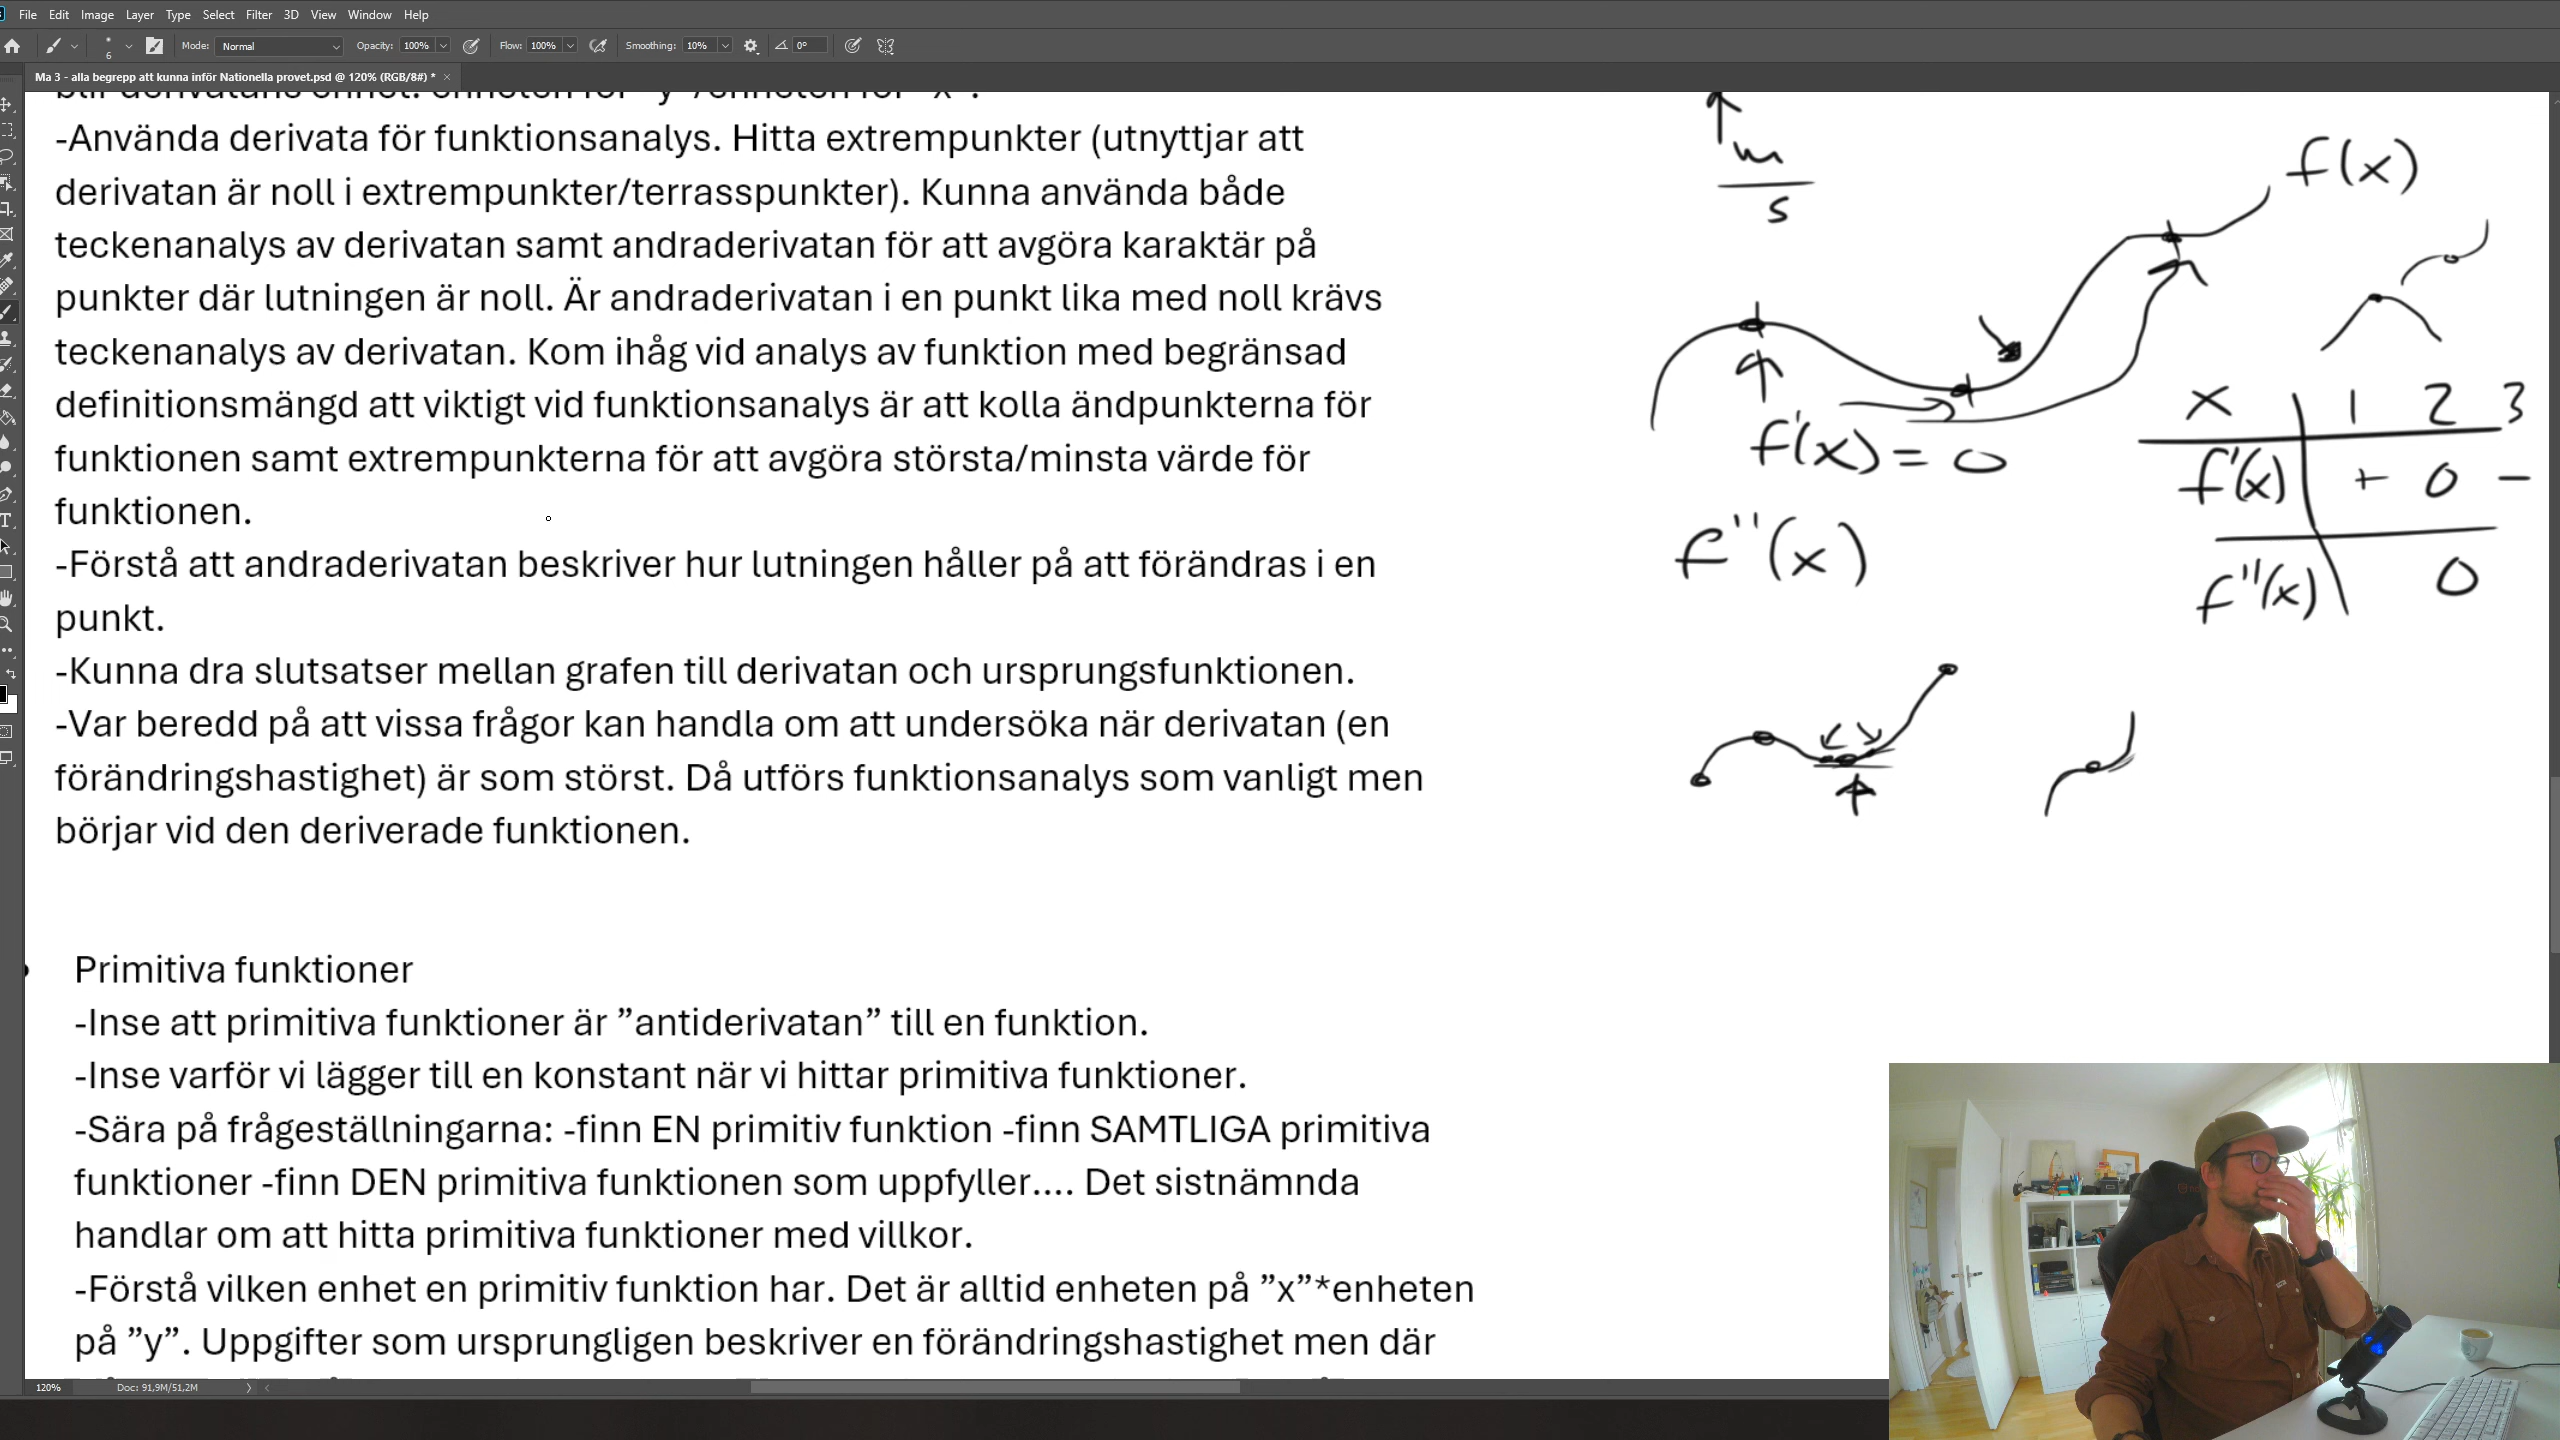 File Edit Image Layer Type Select Filter 3D View Window Help
6 Mode: Normal Opacity: 100% Flow: 100% Smoothing: 10% 0°
Ma 3 - alla begrepp att kunna inför Nationella provet.psd @ 120% (RGB/8#) * ×
blir derivatans enhet: enheten för "y"/enheten för "x".
-Använda derivata för funktionsanalys. Hitta extrempunkter (utnyttjar att
derivatan är noll i extrempunkter/terrasspunkter). Kunna använda både
teckenanalys av derivatan samt andraderivatan för att avgöra karaktär på
punkter där lutningen är noll. Är andraderivatan i en punkt lika med noll krävs
teckenanalys av derivatan. Kom ihåg vid analys av funktion med begränsad
definitionsmängd att viktigt vid funktionsanalys är att kolla ändpunkterna för
funktionen samt extrempunkterna för att avgöra största/minsta värde för
funktionen.
-Förstå att andraderivatan beskriver hur lutningen håller på att förändras i en
punkt.
-Kunna dra slutsatser mellan grafen till derivatan och ursprungsfunktionen.
-Var beredd på att vissa frågor kan handla om att undersöka när derivatan (en
förändringshastighet) är som störst. Då utförs funktionsanalys som vanligt men
börjar vid den deriverade funktionen.
• Primitiva funktioner
-Inse att primitiva funktioner är ”antiderivatan” till en funktion.
-Inse varför vi lägger till en konstant när vi hittar primitiva funktioner.
-Sära på frågeställningarna: -finn EN primitiv funktion -finn SAMTLIGA primitiva
funktioner -finn DEN primitiva funktionen som uppfyller.... Det sistnämnda
handlar om att hitta primitiva funktioner med villkor.
-Förstå vilken enhet en primitiv funktion har. Det är alltid enheten på ”x”*enheten
på ”y”. Uppgifter som ursprungligen beskriver en förändringshastighet men där
m
s
f(x)
f'(x) = 0
f''(x)
x 1 2 3
f'(x) + 0 -
f''(x) 0
120% Doc: 91,9M/51,2M